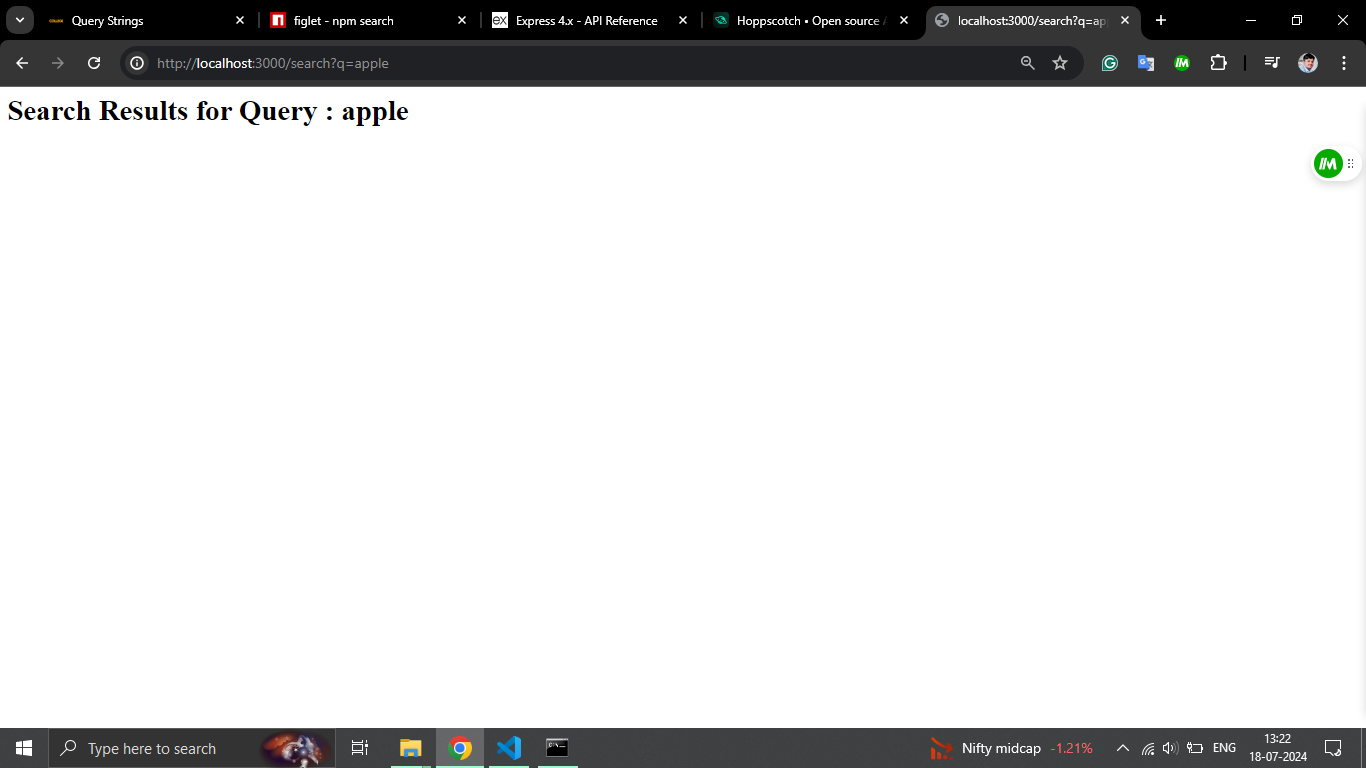 Query Strings
figlet - npm search
Express 4.x - API Reference
Hoppscotch • Open source A
localhost:3000/search?q=app
http://localhost:3000/search?q=apple
Search Results for Query : apple
Type here to search
Nifty midcap -1.21%
ENG
13:22
18-07-2024